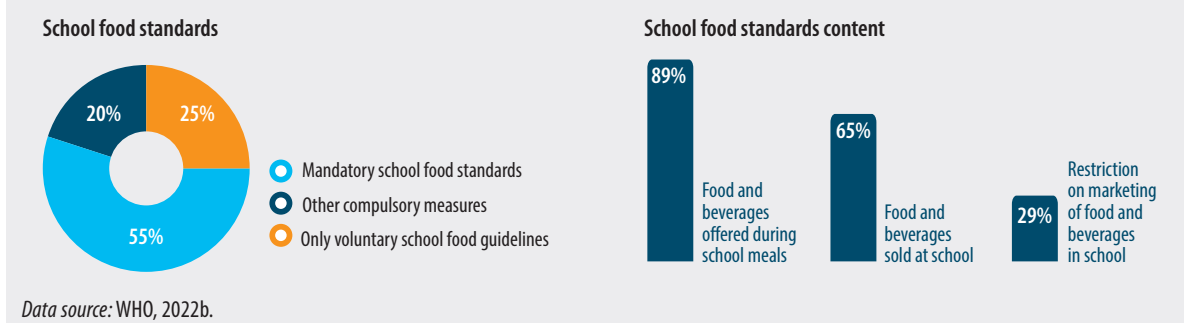 School food standards
20%
25%
55%
Mandatory school food standards
Other compulsory measures
Only voluntary school food guidelines
School food standards content
89%
Food and
beverages
offered during
school meals
65%
Food and
beverages
sold at school
29%
Restriction
on marketing
of food and
beverages
in school
Data source: WHO, 2022b.